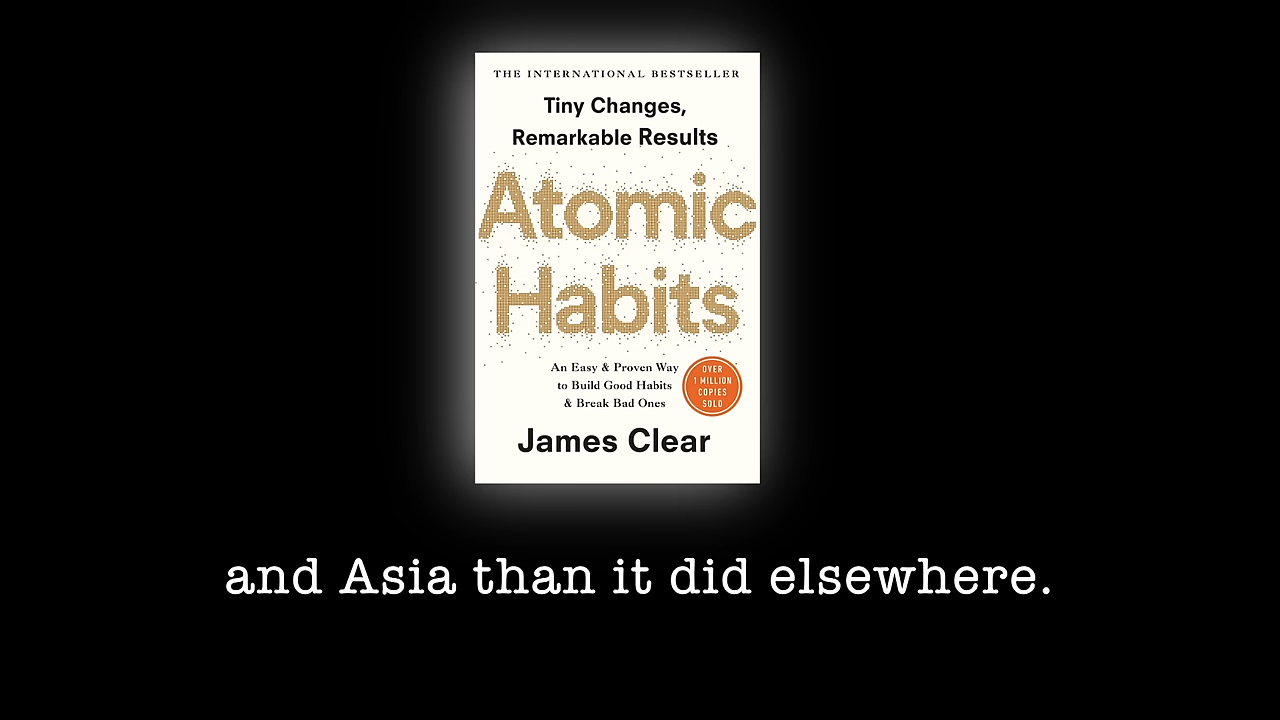 THE INTERNATIONAL BESTSELLER
Tiny Changes,
Remarkable Results
Atomic
Habits
An Easy & Proven Way
to Build Good Habits
& Break Bad Ones
OVER
1 MILLION
COPIES
SOLD
James Clear
and Asia than it did elsewhere.